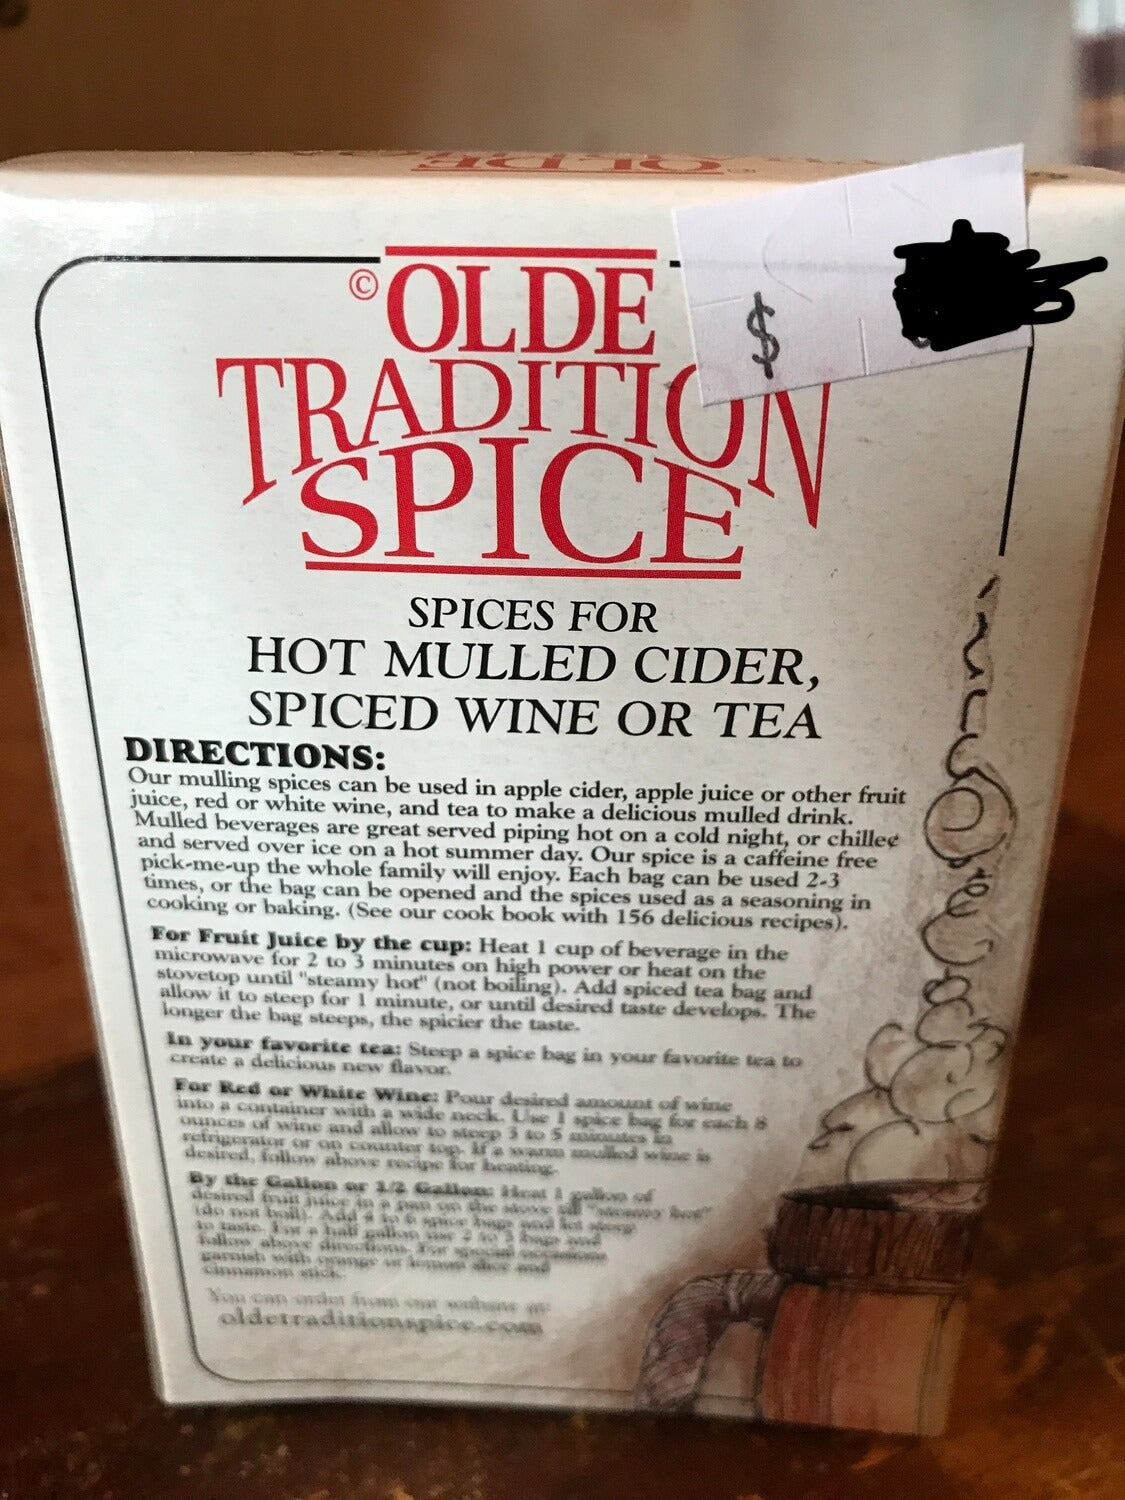 OLDE
© OLDE
TRADITION
SPICE
$
SPICES FOR
HOT MULLED CIDER,
SPICED WINE OR TEA
DIRECTIONS:
Our mulling spices can be used in apple cider, apple juice or other fruit
juice, red or white wine, and tea to make a delicious mulled drink.
Mulled beverages are great served piping hot on a cold night, or chilled
and served over ice on a hot summer day. Our spice is a caffeine free
pick-me-up the whole family will enjoy. Each bag can be used 2-3
times, or the bag can be opened and the spices used as a seasoning in
cooking or baking. (See our cook book with 156 delicious recipes).
For Fruit Juice by the cup: Heat 1 cup of beverage in the
microwave for 2 to 3 minutes on high power or heat on the
stovetop until "steamy hot" (not boiling). Add spiced tea bag and
allow it to steep for 1 minute, or until desired taste develops. The
longer the bag steeps, the spicier the taste.
In your favorite tea: Steep a spice bag in your favorite tea to
create a delicious new flavor.
For Red or White Wine: Pour desired amount of wine
into a container with a wide neck. Use 1 spice bag for each 8
ounces of wine and allow to steep 3 to 5 minutes in
refrigerator or on counter top. If a warm mulled wine is
desired, follow above recipe for heating.
By the Gallon or 1/2 Gallon: Heat 1 gallon of
desired fruit juice in a pan on the stove till "steamy hot"
(do not boil). Add 4 to 6 spice bags and let steep
to taste. For a half gallon use 2 to 3 bags and
follow above directions. For special occasions
garnish with orange or lemon slice and
cinnamon stick.
You can order from our website at:
oldetraditionspice.com